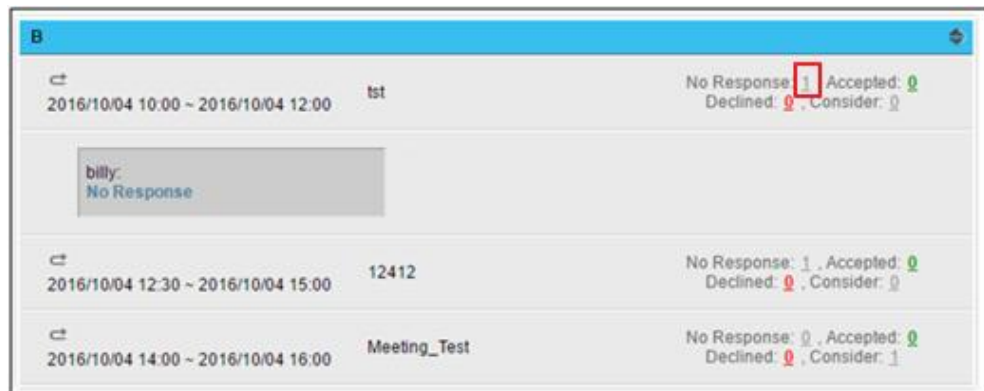 B
2016/10/04 10:00 ~ 2016/10/04 12:00
tst
No Response: 1 , Accepted: 0
Declined: 0 , Consider: 0
billy:
No Response
2016/10/04 12:30 ~ 2016/10/04 15:00
12412
No Response: 1 , Accepted: 0
Declined: 0 , Consider: 0
2016/10/04 14:00 ~ 2016/10/04 16:00
Meeting_Test
No Response: 0 , Accepted: 0
Declined: 0 , Consider: 1